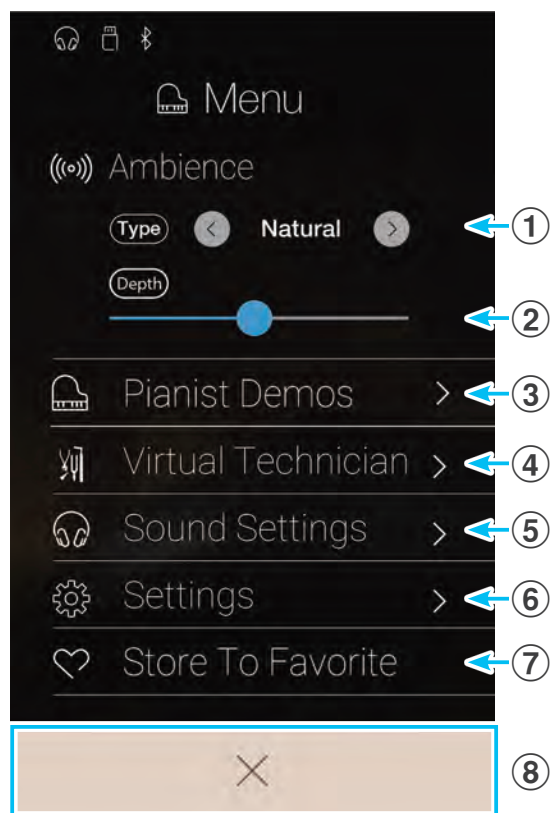 Menu
Ambience
Type Natural ①
Depth
②
Pianist Demos ③
Virtual Technician ④
Sound Settings ⑤
Settings ⑥
Store To Favorite ⑦
⑧